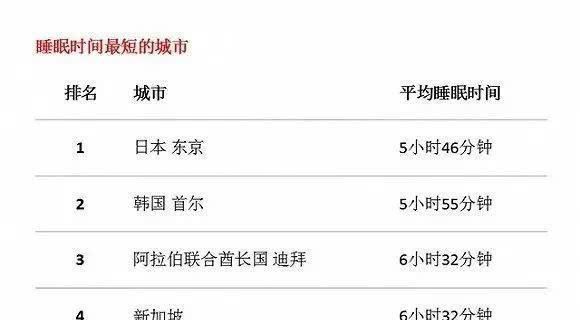 睡眠时间最短的城市
排名 城市 平均睡眠时间
1 日本 东京 5小时46分钟
2 韩国 首尔 5小时55分钟
3 阿拉伯联合酋长国 迪拜 6小时32分钟
4 新加坡 6小时32分钟